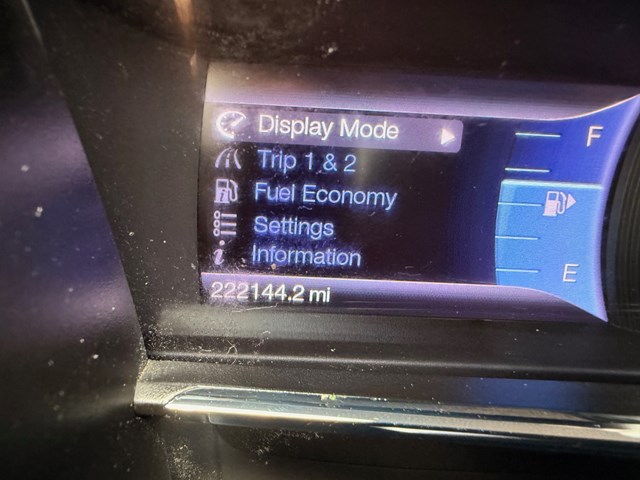 Display Mode
F
Trip 1 & 2
Fuel Economy
Settings
Information
E
222144.2 mi